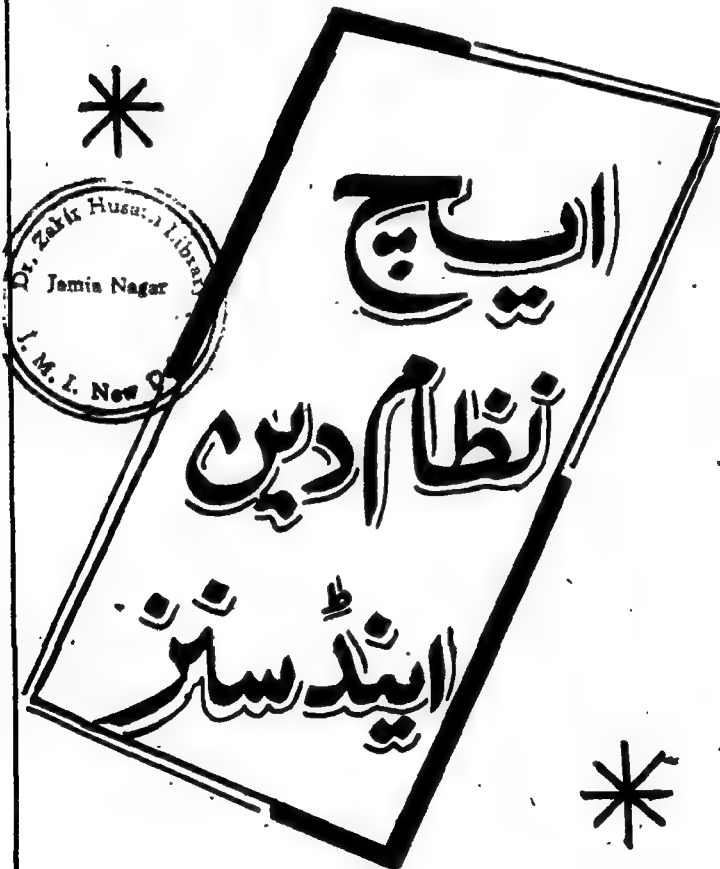 ایچ
نظام دین
اینڈ سنز
Dr. Zakir Husain Library
Jamia Nagar
J. M. I. New D